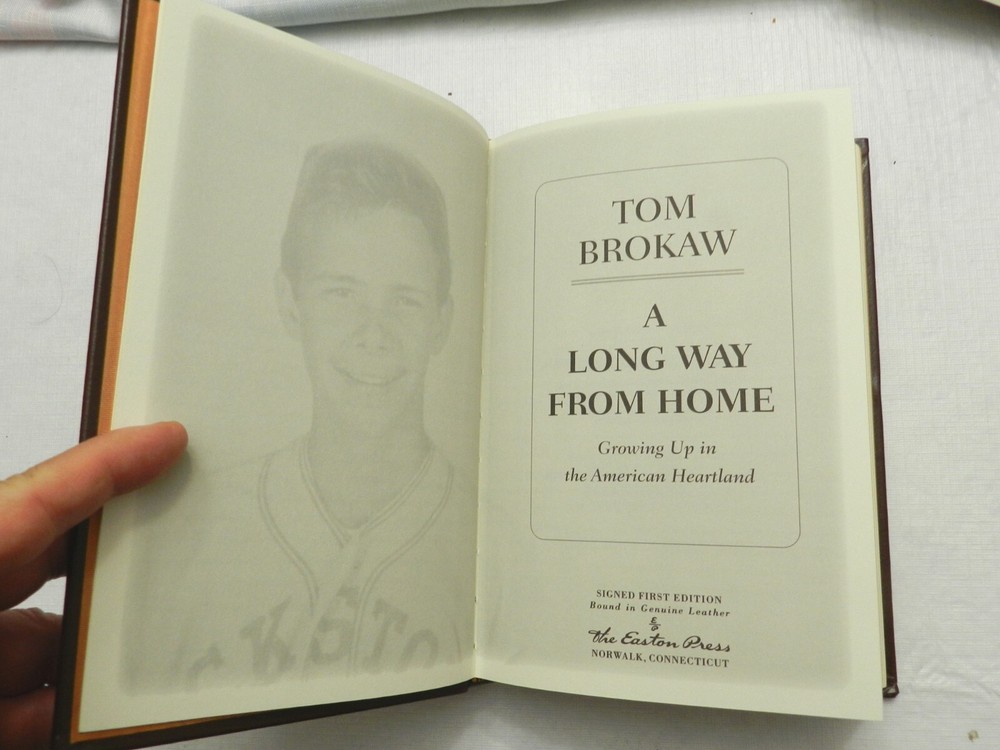 TOM
BROKAW
A
LONG WAY
FROM HOME
Growing Up in
the American Heartland
SIGNED FIRST EDITION
Bound in Genuine Leather
The Easton Press
NORWALK, CONNECTICUT